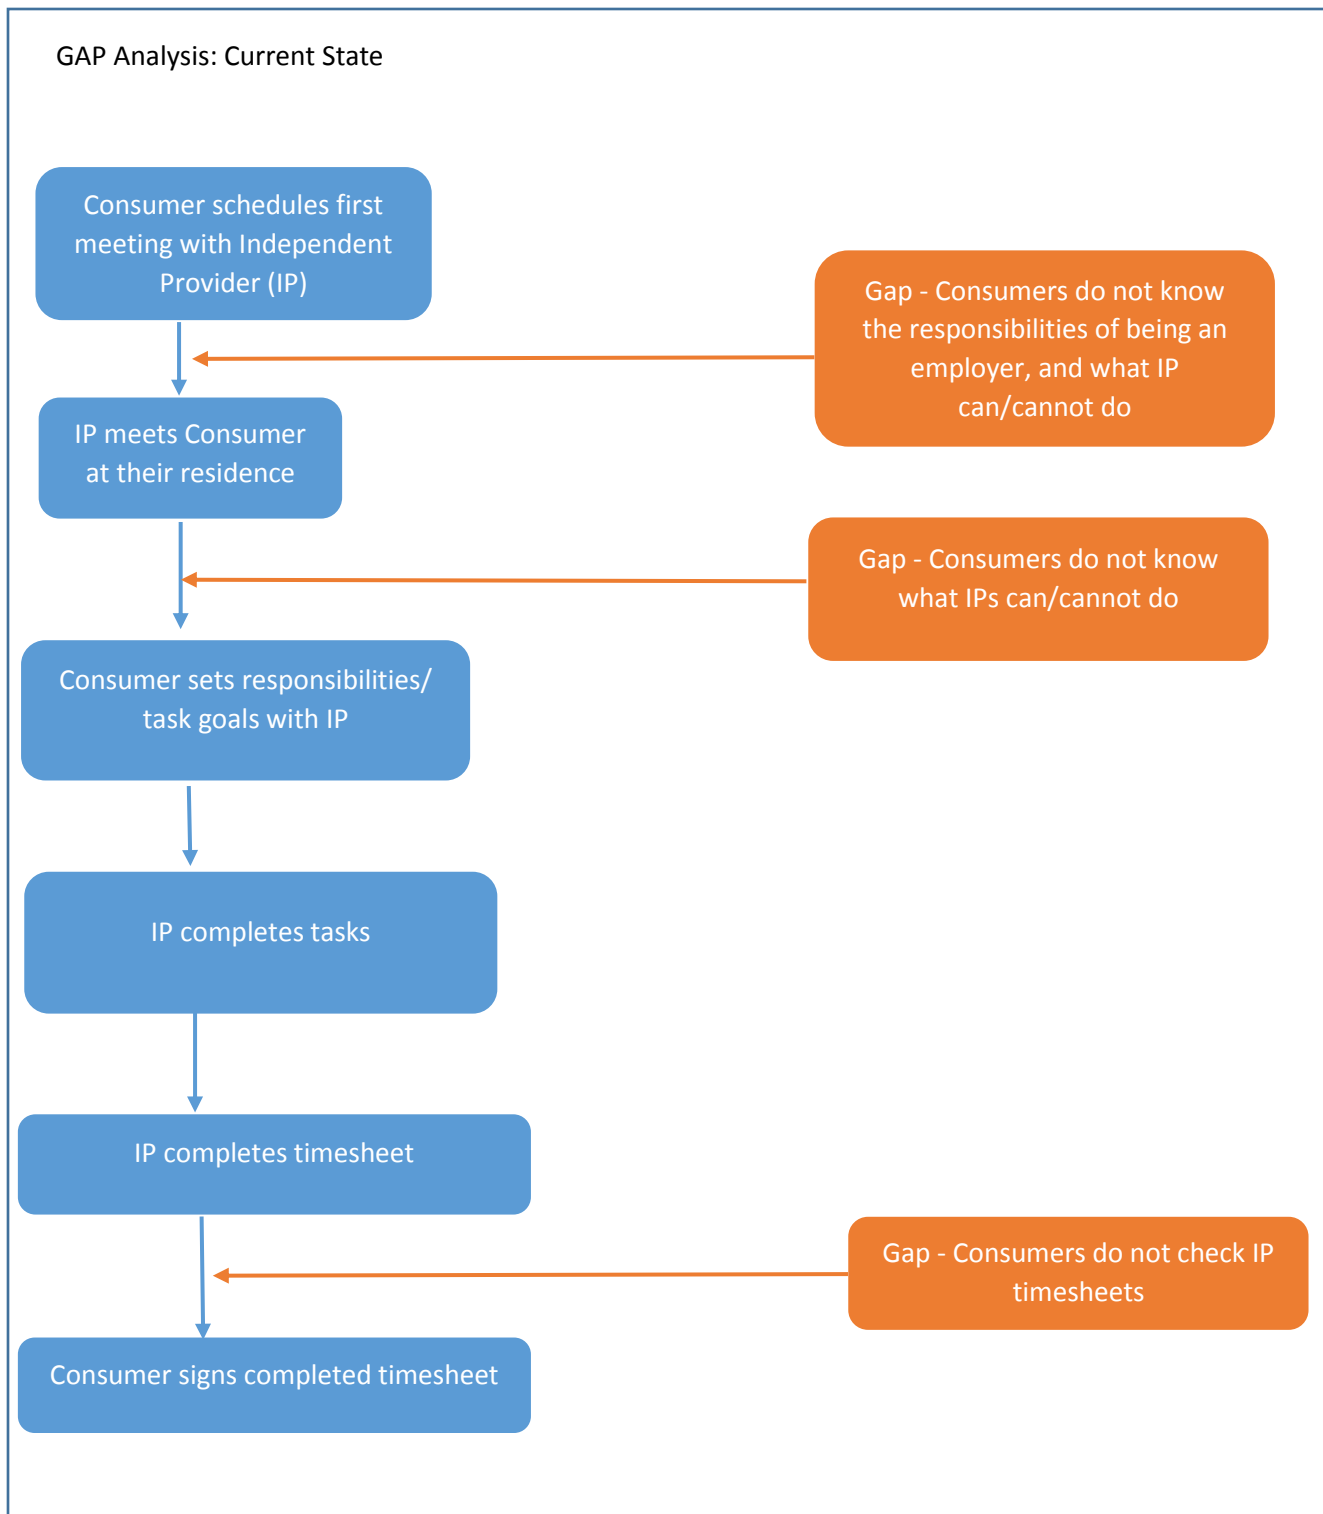 GAP Analysis: Current State
Consumer schedules first
meeting with Independent
Provider (IP)
Gap - Consumers do not know
the responsibilities of being an
employer, and what IP
can/cannot do
IP meets Consumer
at their residence
Gap - Consumers do not know
what IPs can/cannot do
Consumer sets responsibilities/
task goals with IP
IP completes tasks
IP completes timesheet
Gap - Consumers do not check IP
timesheets
Consumer signs completed timesheet